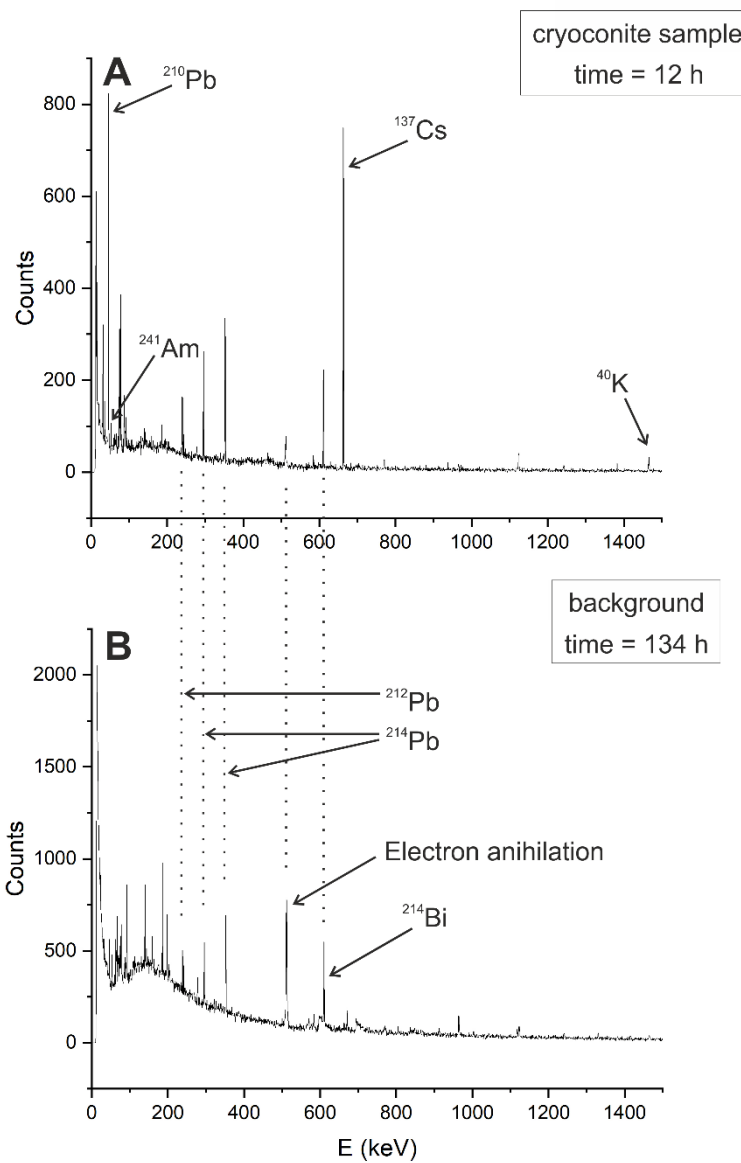 cryoconite sample
time = 12 h
A
²¹⁰Pb
¹³⁷Cs
²⁴¹Am
⁴⁰K
Counts
800
600
400
200
0
0 200 400 600 800 1000 1200 1400
background
time = 134 h
B
²¹²Pb
²¹⁴Pb
Electron anihilation
²¹⁴Bi
Counts
2000
1500
1000
500
0
0 200 400 600 800 1000 1200 1400
E (keV)